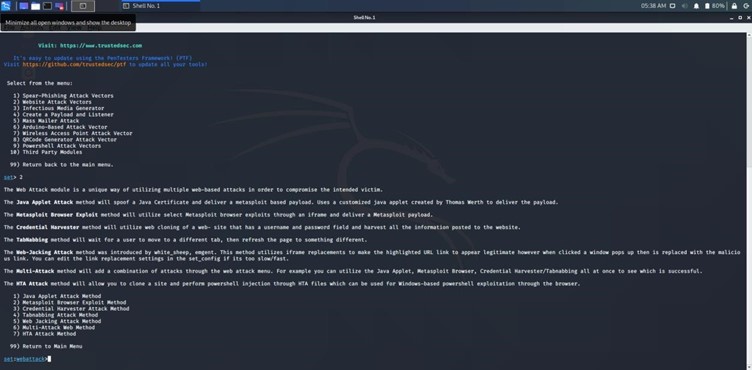 Shell No. 1
05:38 AM
80%
Minimize all open windows and show the desktop
Shell No. 1
Visit: https://www.trustedsec.com
It's easy to update using the PenTesters Framework! (PTF)
Visit https://github.com/trustedsec/ptf to update all your tools!
Select from the menu:
1) Spear-Phishing Attack Vectors
2) Website Attack Vectors
3) Infectious Media Generator
4) Create a Payload and Listener
5) Mass Mailer Attack
6) Arduino-Based Attack Vector
7) Wireless Access Point Attack Vector
8) QRCode Generator Attack Vector
9) Powershell Attack Vectors
10) Third Party Modules
99) Return back to the main menu.
set> 2
The Web Attack module is a unique way of utilizing multiple web-based attacks in order to compromise the intended victim.
The Java Applet Attack method will spoof a Java Certificate and deliver a metasploit based payload. Uses a customized java applet created by Thomas Werth to deliver the payload.
The Metasploit Browser Exploit method will utilize select Metasploit browser exploits through an iframe and deliver a Metasploit payload.
The Credential Harvester method will utilize web cloning of a web- site that has a username and password field and harvest all the information posted to the website.
The TabNabbing method will wait for a user to move to a different tab, then refresh the page to something different.
The Web-Jacking Attack method was introduced by white_sheep, emgent. This method utilizes iframe replacements to make the highlighted URL link to appear legitimate however when clicked a window pops up then is replaced with the malicio
us link. You can edit the link replacement settings in the set_config if its too slow/fast.
The Multi-Attack method will add a combination of attacks through the web attack menu. For example you can utilize the Java Applet, Metasploit Browser, Credential Harvester/Tabnabbing all at once to see which is successful.
The HTA Attack method will allow you to clone a site and perform powershell injection through HTA files which can be used for Windows-based powershell exploitation through the browser.
1) Java Applet Attack Method
2) Metasploit Browser Exploit Method
3) Credential Harvester Attack Method
4) Tabnabbing Attack Method
5) Web Jacking Attack Method
6) Multi-Attack Web Method
7) HTA Attack Method
99) Return to Main Menu
set:webattack>